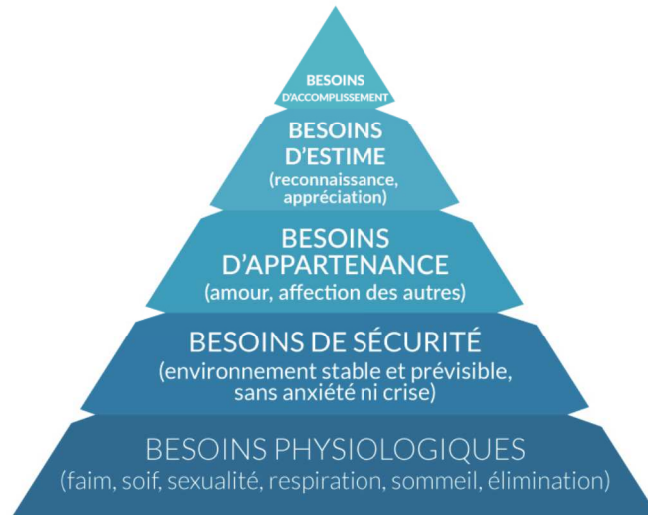 BESOINS
D'ACCOMPLISSEMENT
BESOINS
D'ESTIME
(reconnaissance,
appréciation)
BESOINS
D'APPARTENANCE
(amour, affection des autres)
BESOINS DE SÉCURITÉ
(environnement stable et prévisible,
sans anxiété ni crise)
BESOINS PHYSIOLOGIQUES
(faim, soif, sexualité, respiration, sommeil, élimination)